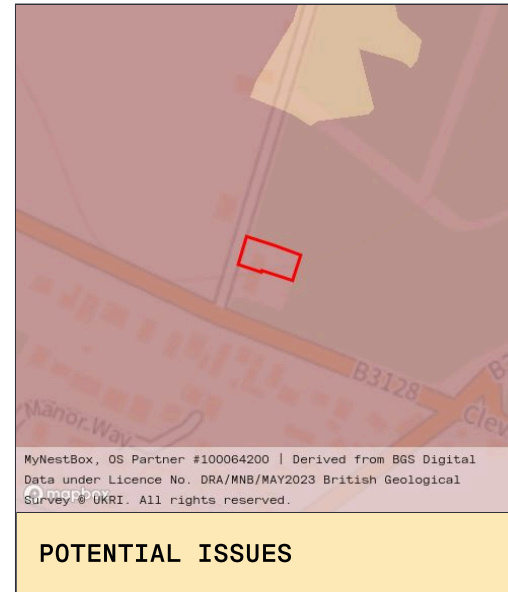 B3128
B
Clev
Manor Way
MyNestBox, OS Partner #100064200 | Derived from BGS Digital
Data under Licence No. DRA/MNB/MAY2023 British Geological
mapbox
Survey © UKRI. All rights reserved.
POTENTIAL ISSUES